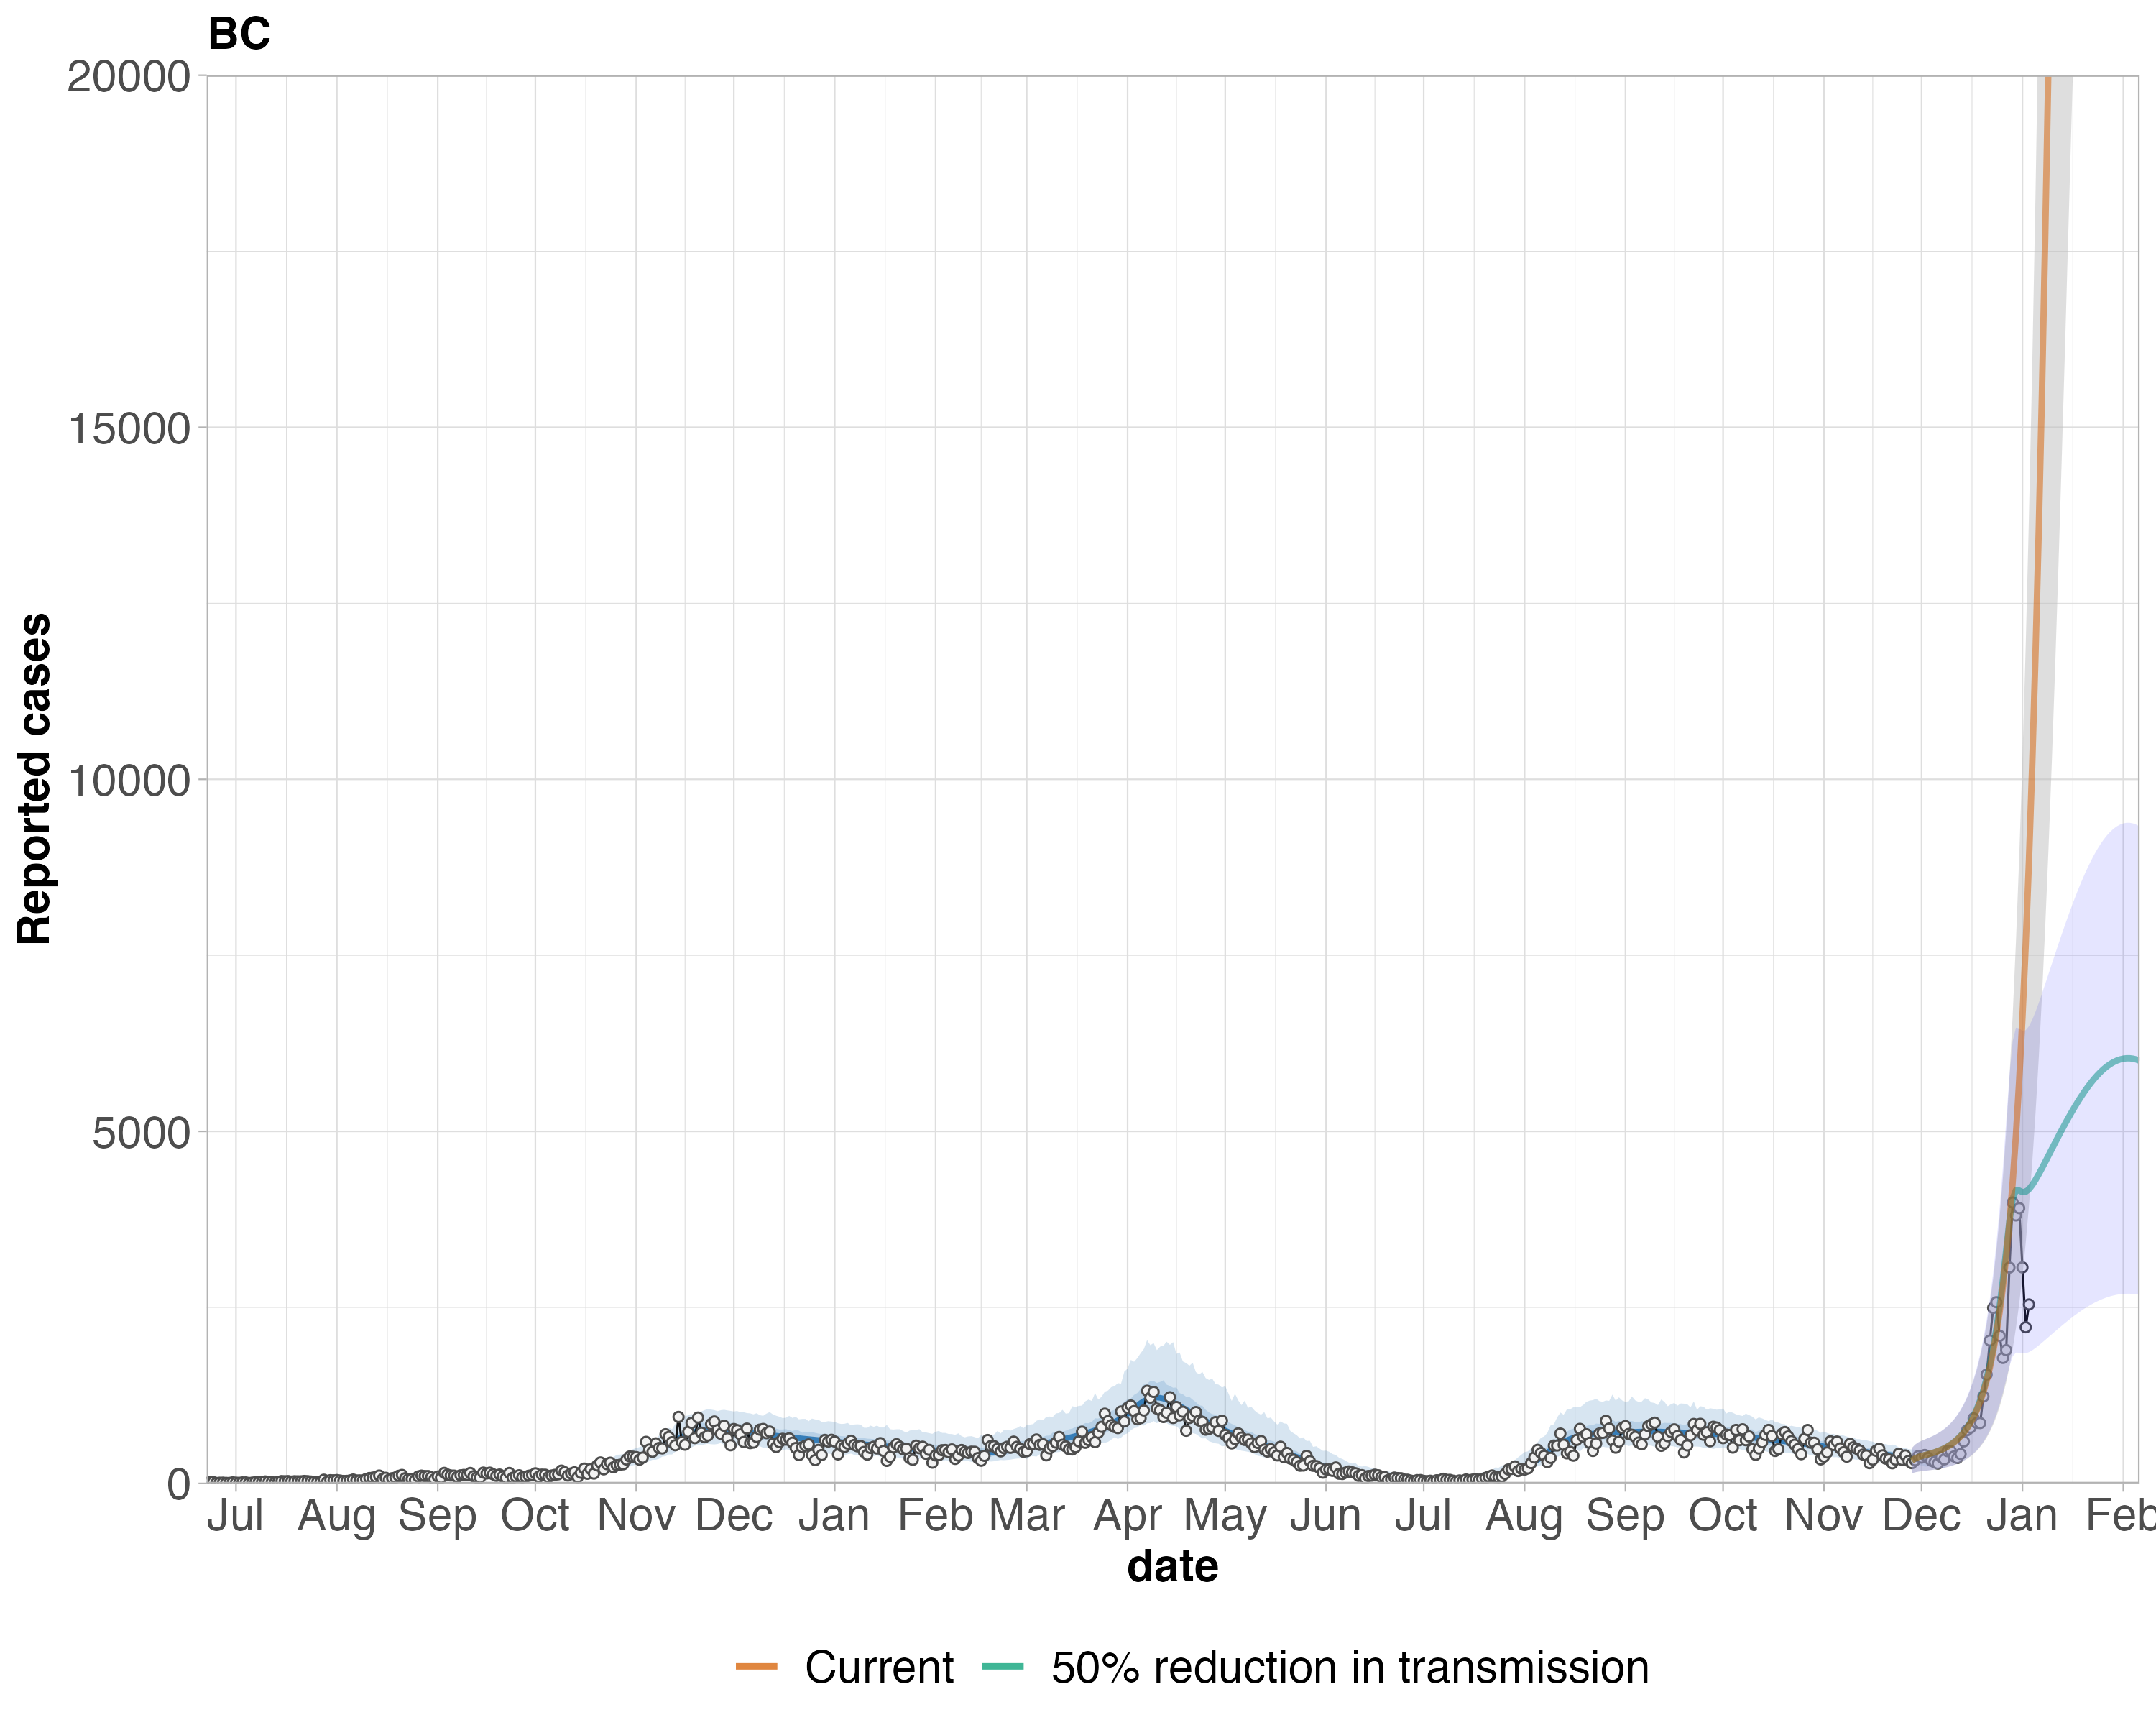 BC
20000
15000
10000
5000
0
Reported cases
Jul Aug Sep Oct Nov Dec Jan Feb Mar Apr May Jun Jul Aug Sep Oct Nov Dec Jan Feb
date
Current 50% reduction in transmission